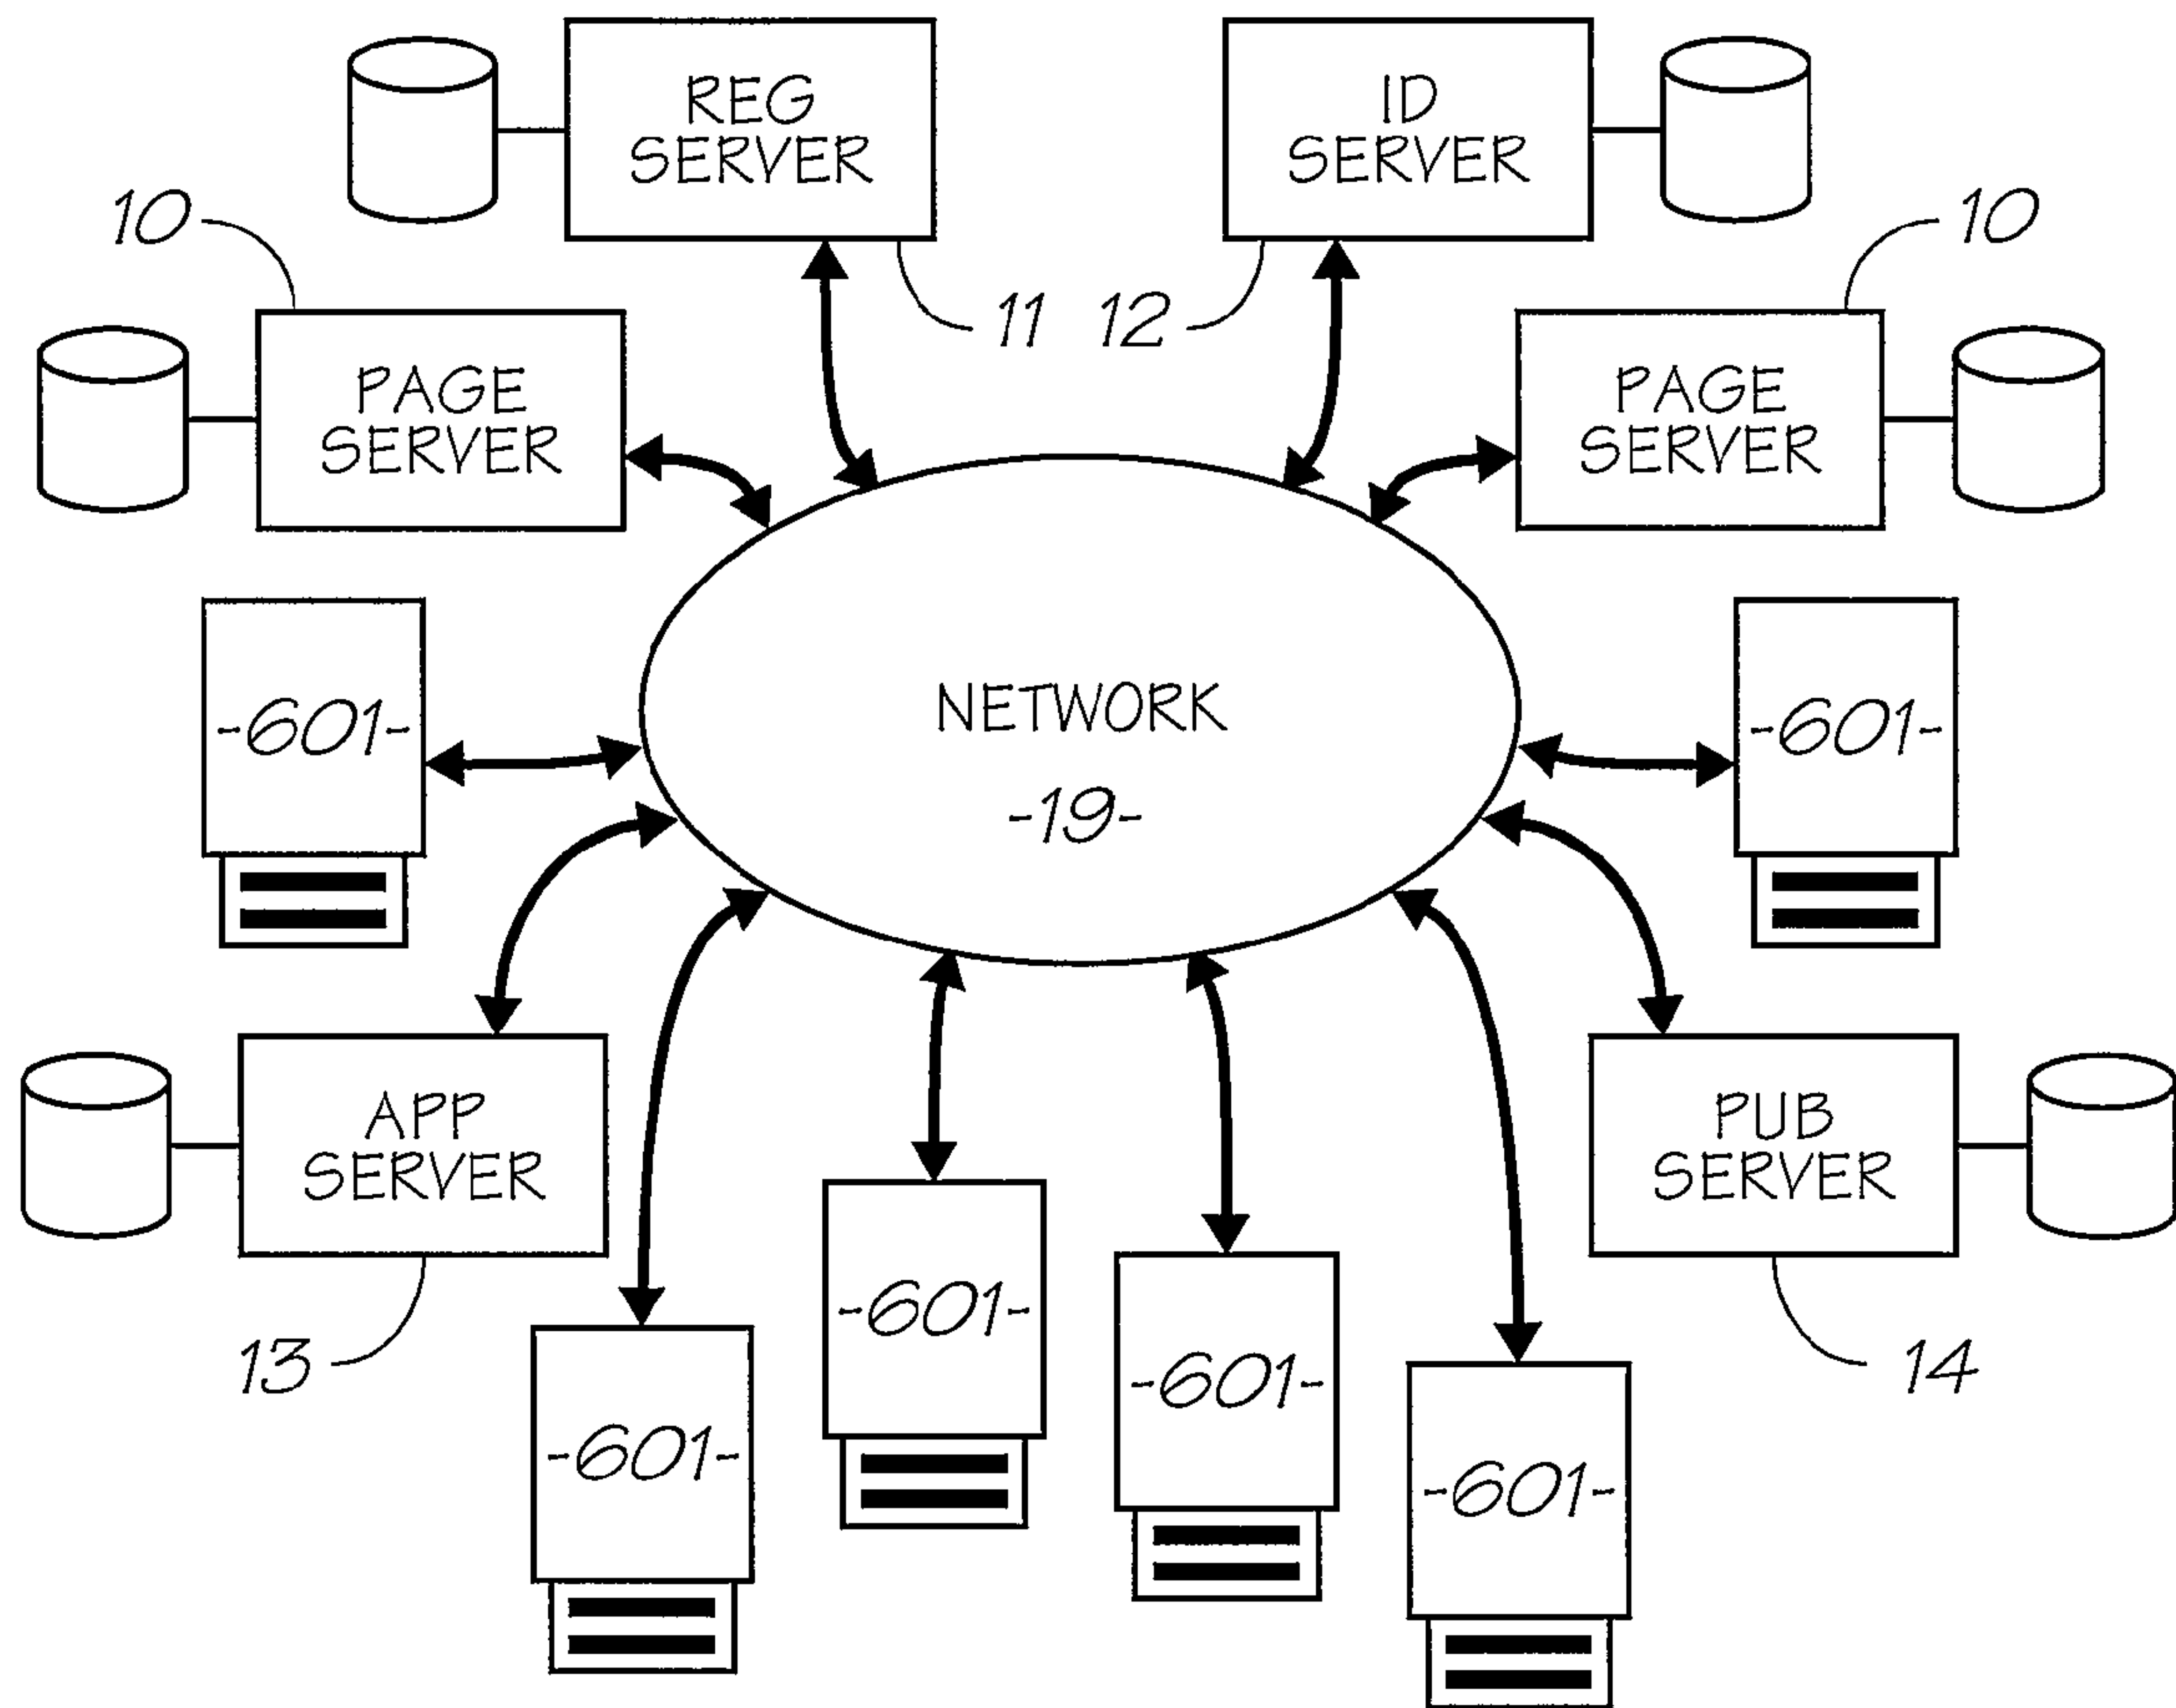 REG
SERVER
ID
SERVER
10
10
11
12
PAGE
SERVER
PAGE
SERVER
-601-
NETWORK
-19-
-601-
APP
SERVER
PUB
SERVER
13
-601-
-601-
-601-
-601-
14